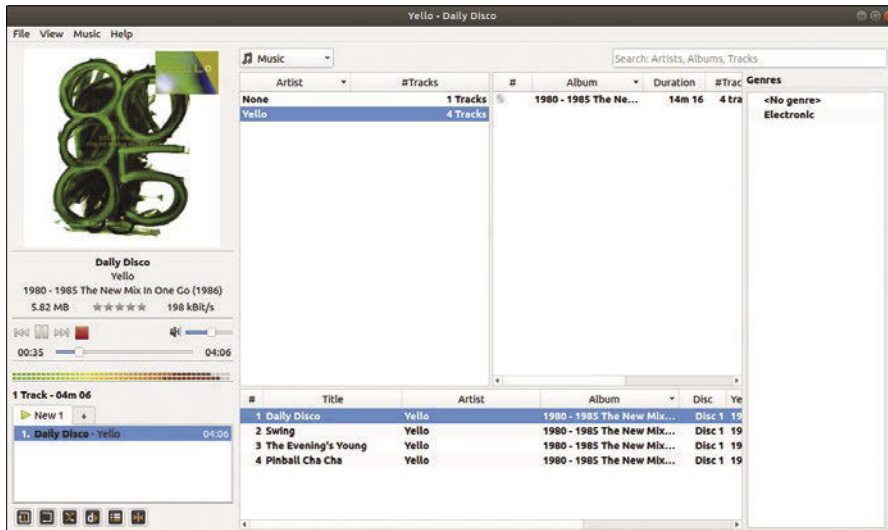 Yello - Daily Disco
File View Music Help
YELLO
Music
Search: Artists, Albums, Tracks
Artist #Tracks
None 1 Tracks
Yello 4 Tracks
# Album Duration #Trac
1980 - 1985 The Ne... 14m 16 4 tra
Genres
<No genre>
Electronic
Daily Disco
Yello
1980 - 1985 The New Mix In One Go (1986)
5.82 MB 198 kBit/s
00:35 04:06
1 Track - 04m 06
New 1 +
1. Daily Disco - Yello 04:06
# Title Artist Album Disc Ye
1 Daily Disco Yello 1980 - 1985 The New Mix... Disc 1 19
2 Swing Yello 1980 - 1985 The New Mix... Disc 1 19
3 The Evening's Young Yello 1980 - 1985 The New Mix... Disc 1 19
4 Pinball Cha Cha Yello 1980 - 1985 The New Mix... Disc 1 19